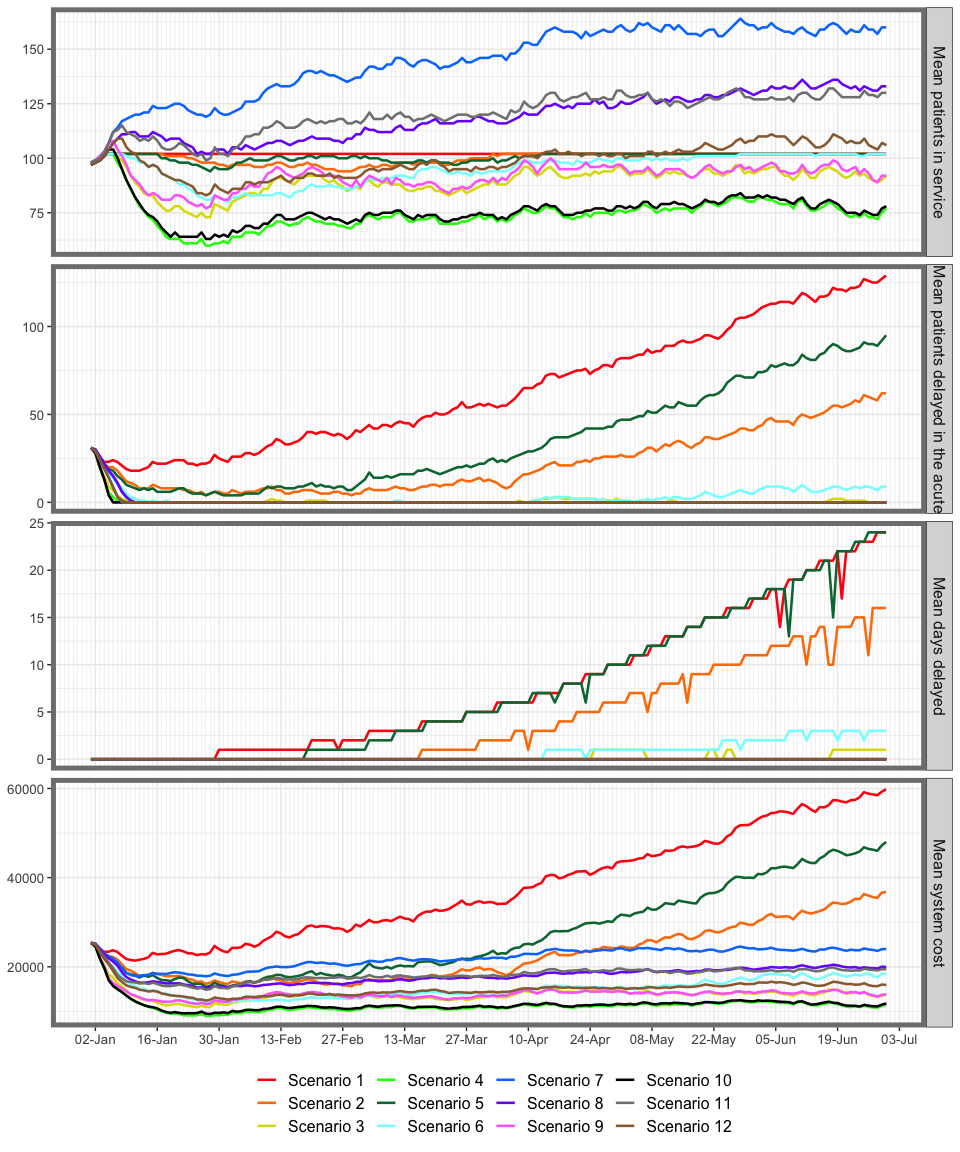 150
125
100
75
Mean patients in service
100
50
0
Mean patients delayed in the acute
25
20
15
10
5
0
Mean days delayed
60000
40000
20000
Mean system cost
02-Jan 16-Jan 30-Jan 13-Feb 27-Feb 13-Mar 27-Mar 10-Apr 24-Apr 08-May 22-May 05-Jun 19-Jun 03-Jul
Scenario 1 Scenario 4 Scenario 7 Scenario 10
Scenario 2 Scenario 5 Scenario 8 Scenario 11
Scenario 3 Scenario 6 Scenario 9 Scenario 12